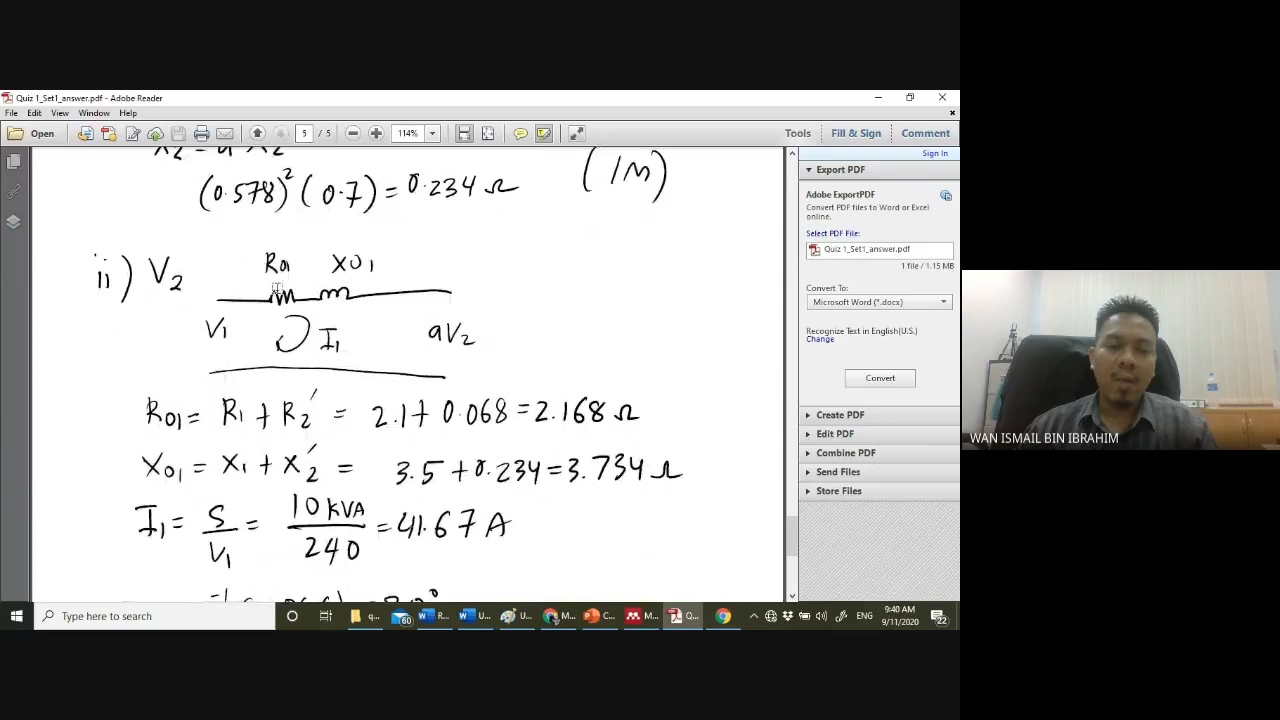 Quiz 1_Set1_answer.pdf - Adobe Reader
File Edit View Window Help
Open 5 / 5 114% Tools Fill & Sign Comment
Sign In
(0.578)² (0.7) = 0.234 Ω (1M)
ii) V₂ R₀₁ X₀₁
V₁ I₁ aV₂
R₀₁ = R₁ + R₂′ = 2.1 + 0.068 = 2.168 Ω
X₀₁ = X₁ + X₂′ = 3.5 + 0.234 = 3.734 Ω
I₁ = S/V₁ = 10 kVA/240 = 41.67 A
Export PDF
Adobe ExportPDF
Convert PDF files to Word or Excel online.
Select PDF File:
Quiz 1_Set1_answer.pdf
1 file / 1.15 MB
Convert To:
Microsoft Word (*.docx)
Recognize Text in English(U.S.)
Change
Convert
Create PDF
Edit PDF
Combine PDF
Send Files
Store Files
WAN ISMAIL BIN IBRAHIM
Type here to search
q... 60 R... U... U... M... C... M... Q... ENG 9:40 AM
9/11/2020 22